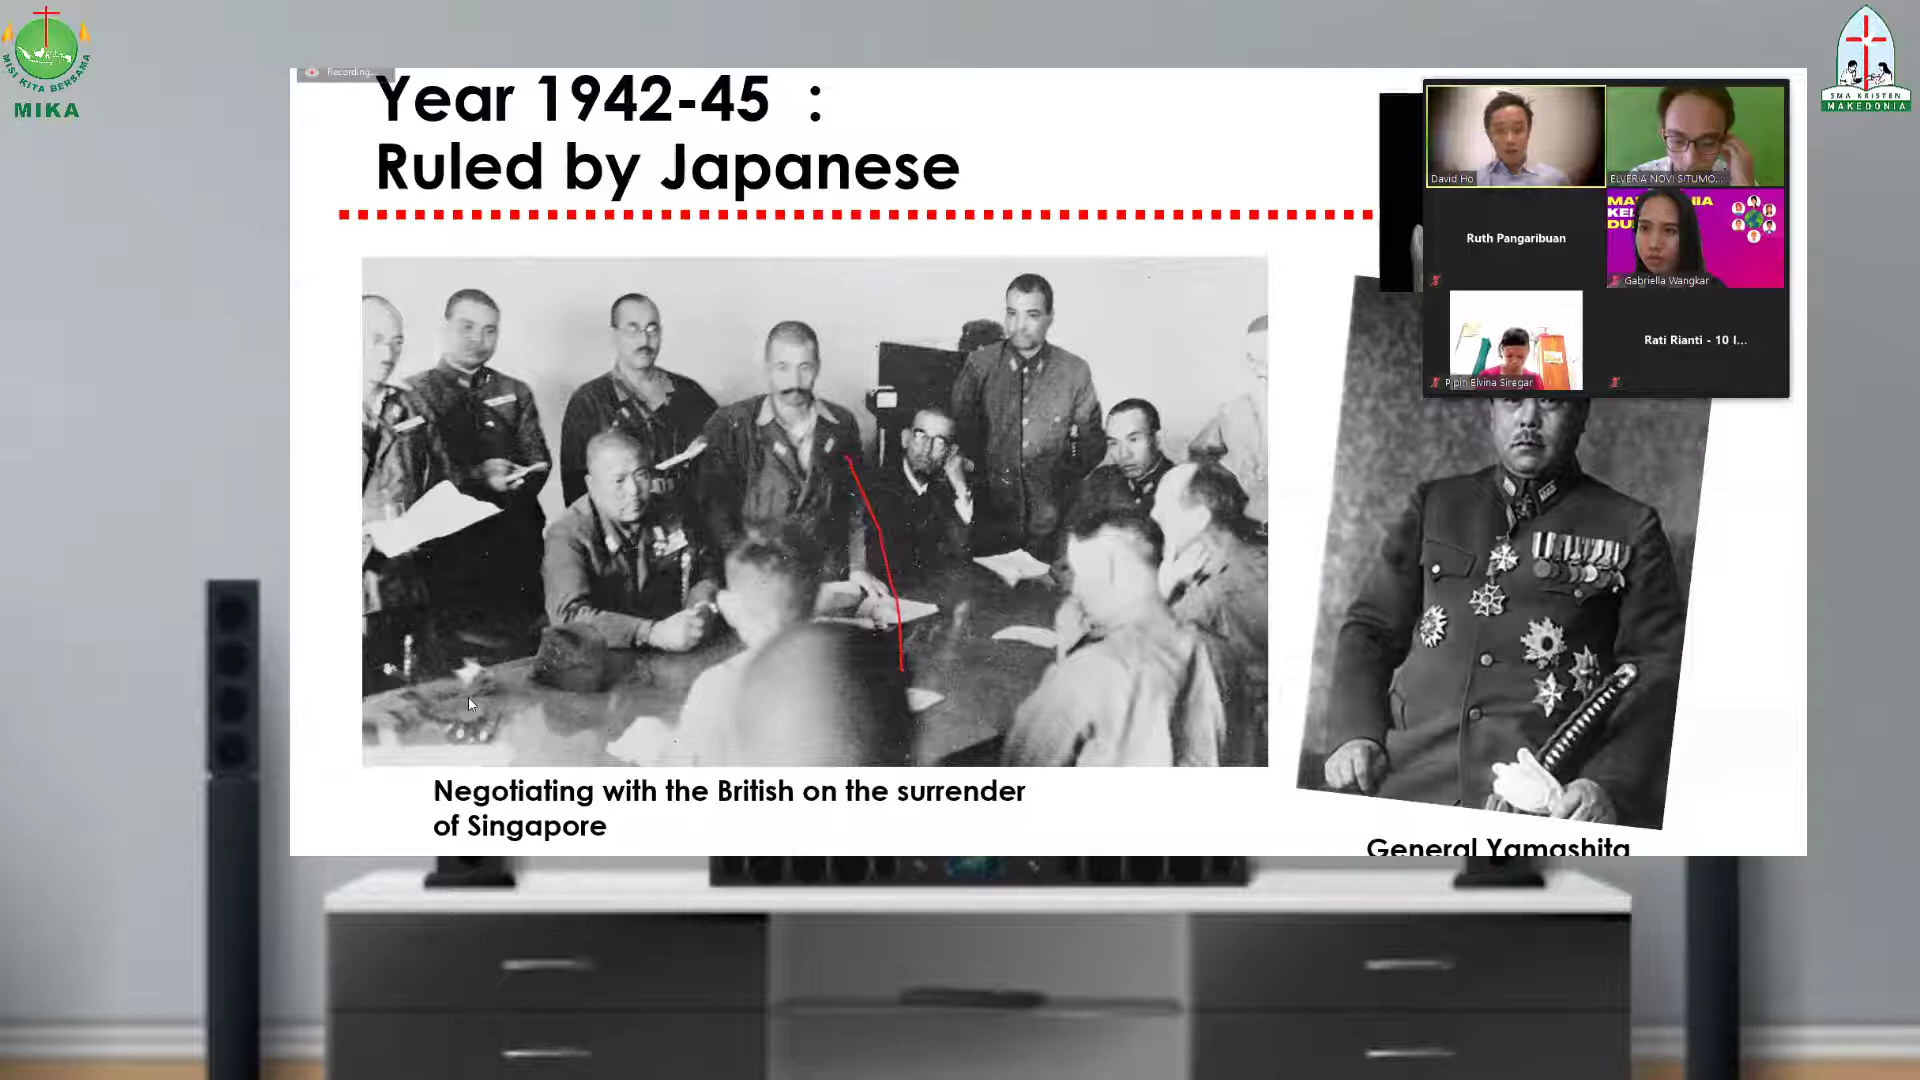 MISI KITA BERSAMA
MIKA
Recording...
Year 1942-45 :
Ruled by Japanese
David Ho
ELVERIA NOVI SITUMO...
Ruth Pangaribuan
Gabriella Wangkar
Pipin Elvina Siregar
Rati Rianti - 10 I...
SMA KRISTEN
MAKEDONIA
Negotiating with the British on the surrender
of Singapore
General Yamashita